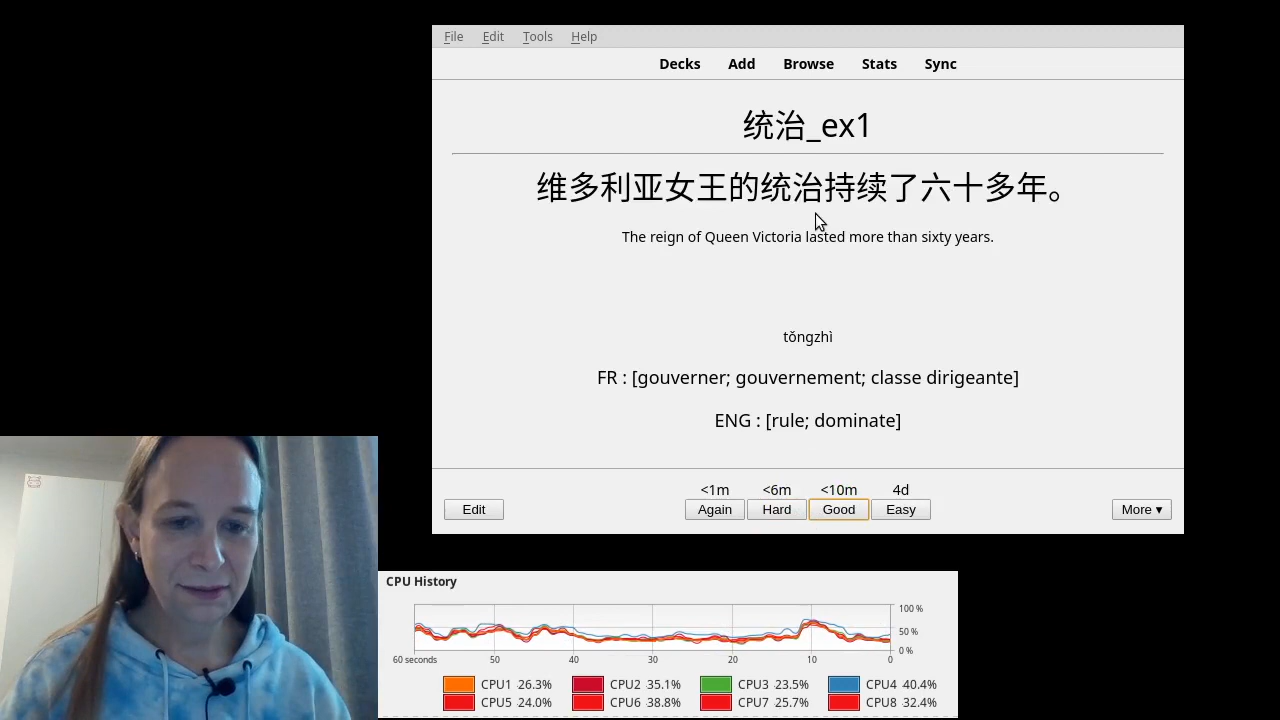 File Edit Tools Help
Decks Add Browse Stats Sync
统治_ex1
维多利亚女王的统治持续了六十多年。
The reign of Queen Victoria lasted more than sixty years.
tǒngzhì
FR : [gouverner; gouvernement; classe dirigeante]
ENG : [rule; dominate]
<1m <6m <10m 4d
Edit Again Hard Good Easy More ▾
CPU History
100 %
50 %
0 %
60 seconds 50 40 30 20 10 0
CPU1 26.3% CPU2 35.1% CPU3 23.5% CPU4 40.4%
CPU5 24.0% CPU6 38.8% CPU7 25.7% CPU8 32.4%